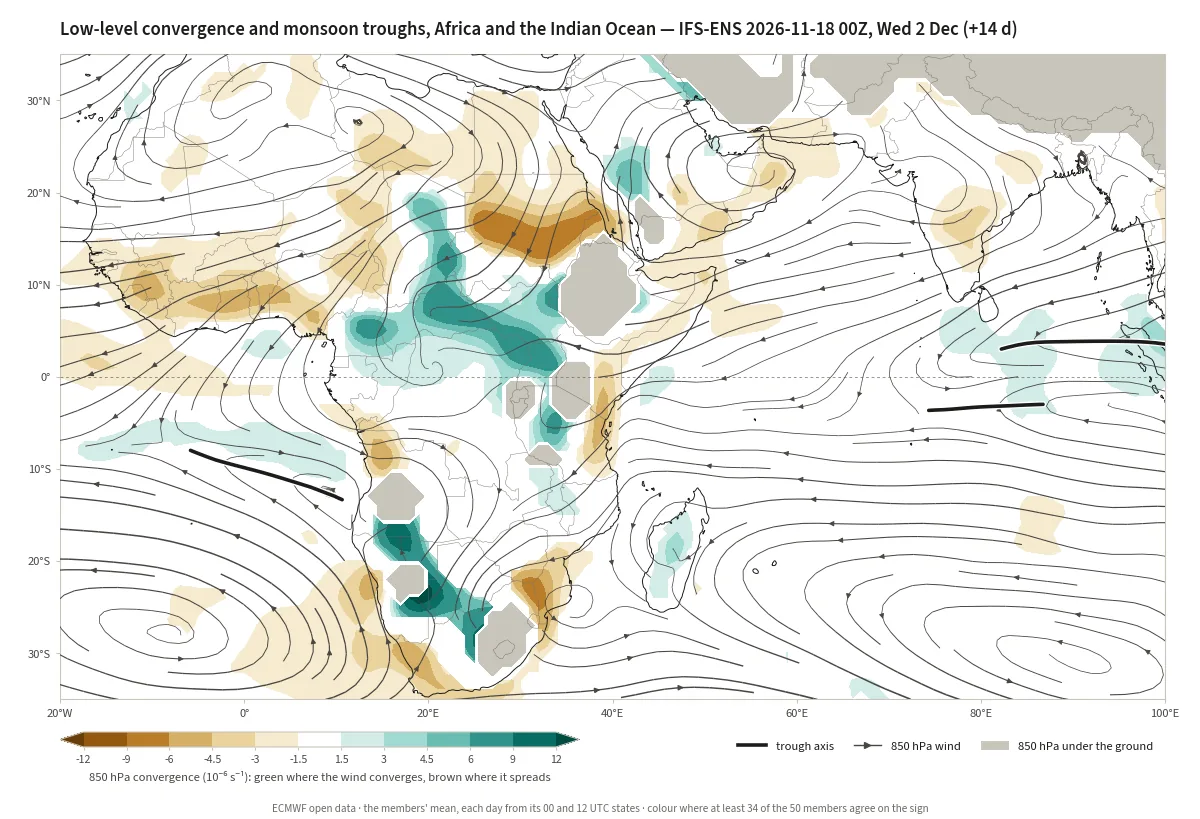 Low-level convergence and monsoon troughs, Africa and the Indian Ocean — IFS-ENS 2026-11-18 00Z, Wed 2 Dec (+14 d)
30°N
20°N
10°N
0°
10°S
20°S
30°S
20°W 0° 20°E 40°E 60°E 80°E 100°E
-12 -9 -6 -4.5 -3 -1.5 1.5 3 4.5 6 9 12
850 hPa convergence (10⁻⁶ s⁻¹): green where the wind converges, brown where it spreads
trough axis 850 hPa wind 850 hPa under the ground
ECMWF open data · the members' mean, each day from its 00 and 12 UTC states · colour where at least 34 of the 50 members agree on the sign